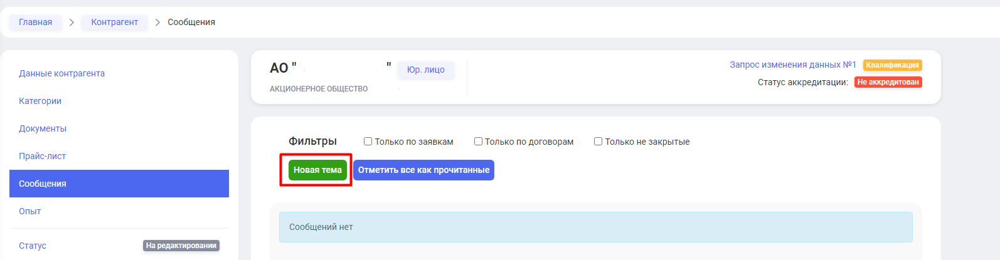 Главная
Контрагент
Сообщения
Данные контрагента
Категории
Документы
Прайс-лист
Сообщения
Опыт
Статус
На редактировании
АО " "
Юр. лицо
АКЦИОНЕРНОЕ ОБЩЕСТВО
Запрос изменения данных №1
Квалификация
Статус аккредитации:
Не аккредитован
Фильтры
Только по заявкам
Только по договорам
Только не закрытые
Новая тема
Отметить все как прочитанные
Сообщений нет